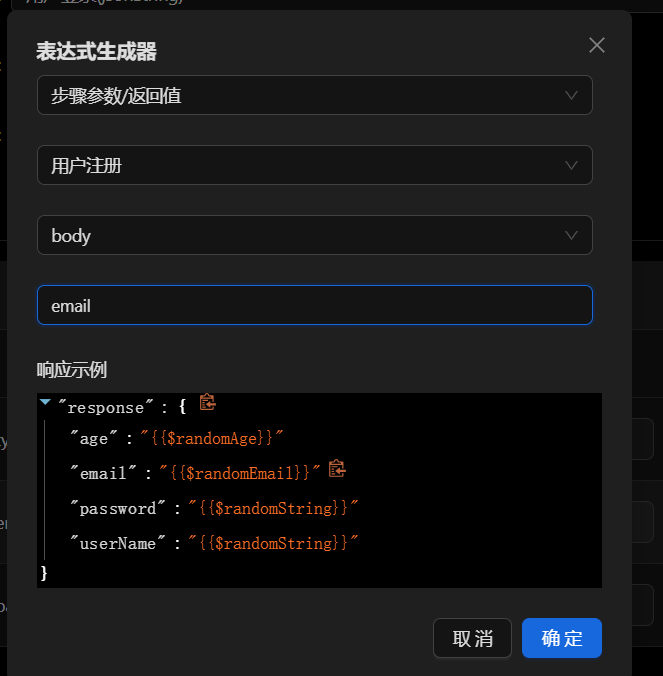 表达式生成器
步骤参数/返回值
用户注册
body
email
响应示例
"response" : {
"age" : "{{$randomAge}}"
"email" : "{{$randomEmail}}"
"password" : "{{$randomString}}"
"userName" : "{{$randomString}}"
}
取消 确定